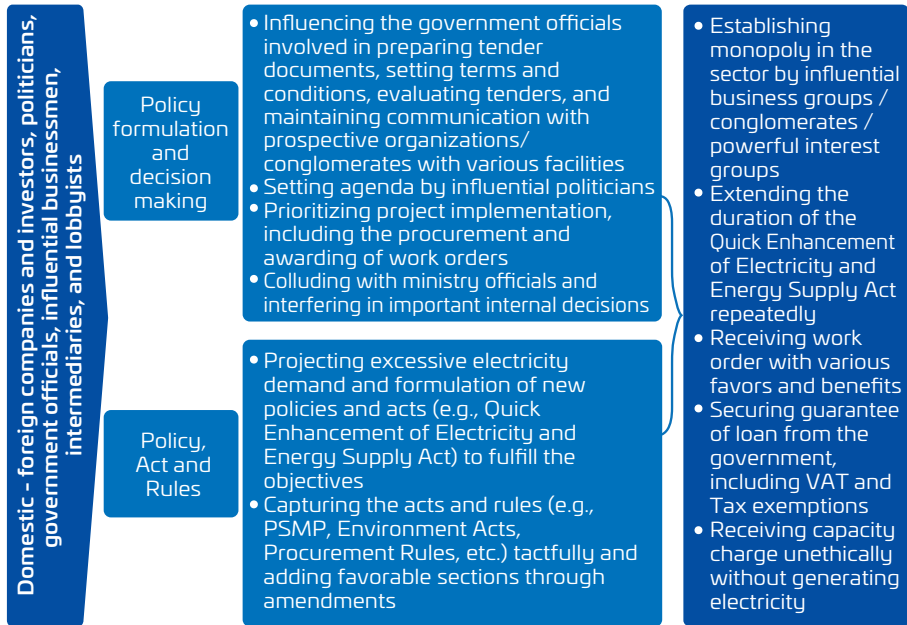 Domestic - foreign companies and investors, politicians,
government officials, influential businessmen,
intermediaries, and lobbyists
Policy
formulation
and
decision
making
• Influencing the government officials
involved in preparing tender
documents, setting terms and
conditions, evaluating tenders, and
maintaining communication with
prospective organizations/
conglomerates with various facilities
• Setting agenda by influential politicians
• Prioritizing project implementation,
including the procurement and
awarding of work orders
• Colluding with ministry officials and
interfering in important internal decisions
Policy,
Act and
Rules
• Projecting excessive electricity
demand and formulation of new
policies and acts (e.g., Quick
Enhancement of Electricity and
Energy Supply Act) to fulfill the
objectives
• Capturing the acts and rules (e.g.,
PSMP, Environment Acts,
Procurement Rules, etc.) tactfully and
adding favorable sections through
amendments
• Establishing
monopoly in the
sector by influential
business groups /
conglomerates /
powerful interest
groups
• Extending the
duration of the
Quick Enhancement
of Electricity and
Energy Supply Act
repeatedly
• Receiving work
order with various
favors and benefits
• Securing guarantee
of loan from the
government,
including VAT and
Tax exemptions
• Receiving capacity
charge unethically
without generating
electricity